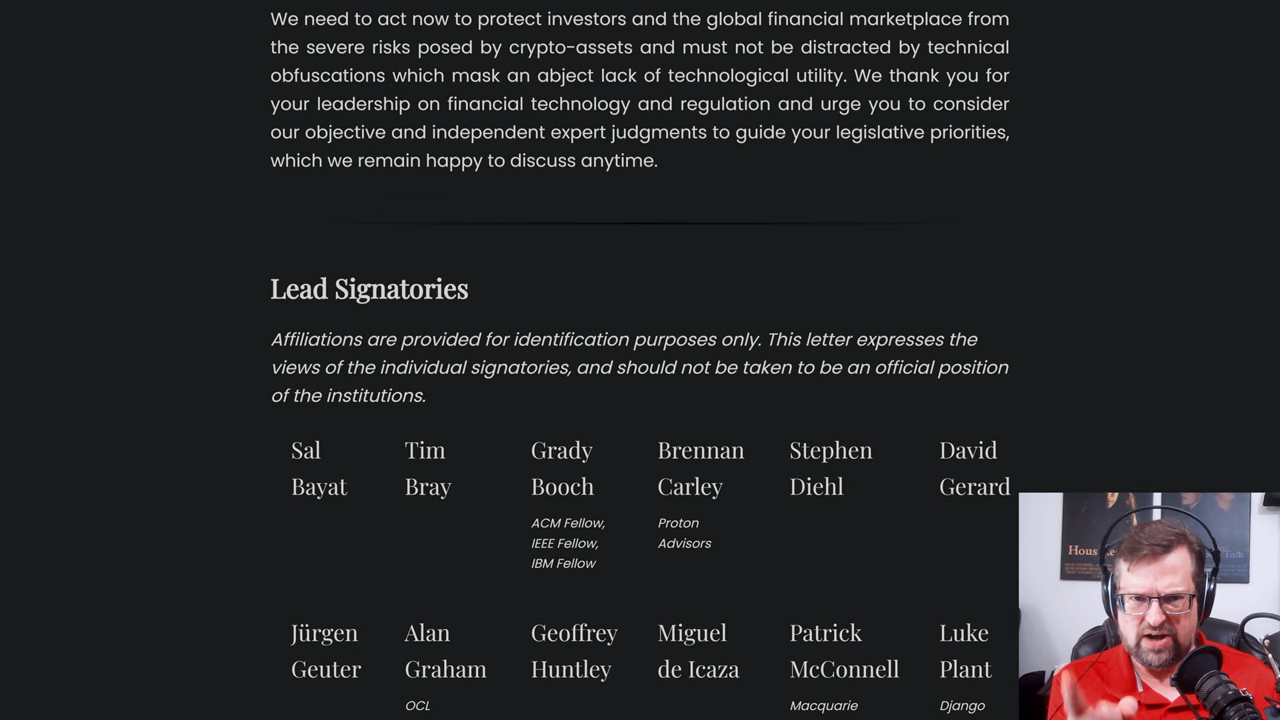 We need to act now to protect investors and the global financial marketplace from
the severe risks posed by crypto-assets and must not be distracted by technical
obfuscations which mask an abject lack of technological utility. We thank you for
your leadership on financial technology and regulation and urge you to consider
our objective and independent expert judgments to guide your legislative priorities,
which we remain happy to discuss anytime.
Lead Signatories
Affiliations are provided for identification purposes only. This letter expresses the
views of the individual signatories, and should not be taken to be an official position
of the institutions.
Sal Tim Grady Brennan Stephen David
Bayat Bray Booch Carley Diehl Gerard
ACM Fellow, Proton
IEEE Fellow, Advisors
IBM Fellow
Jürgen Alan Geoffrey Miguel Patrick Luke
Geuter Graham Huntley de Icaza McConnell Plant
OCL Macquarie Django